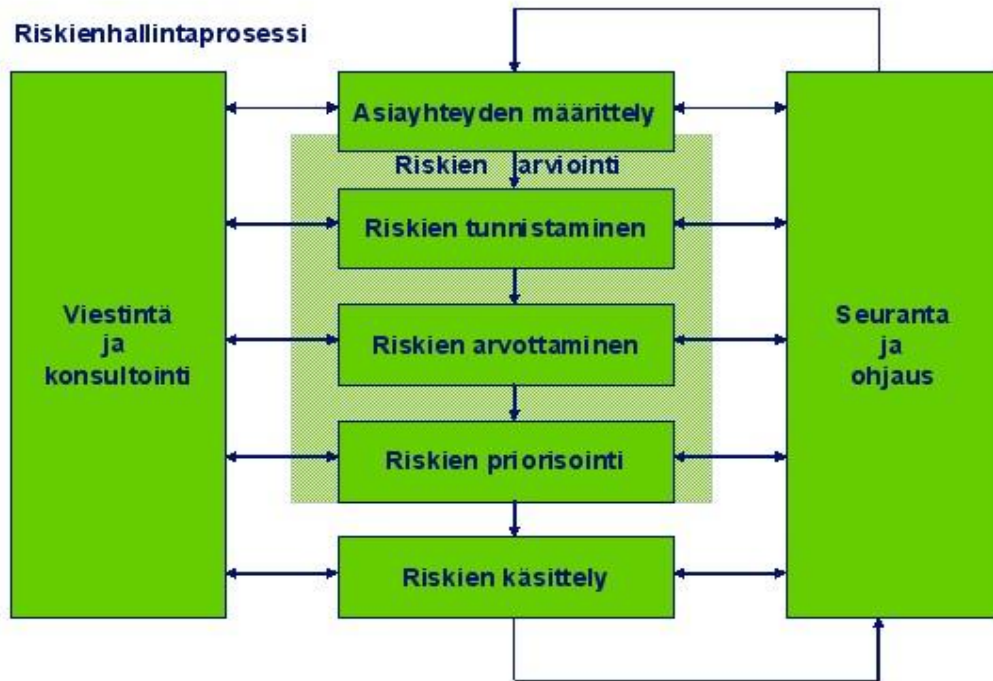 Riskienhallintaprosessi
Asiayhteyden määrittely
Riskien arviointi
Riskien tunnistaminen
Viestintä
ja
konsultointi
Riskien arvottaminen
Seuranta
ja
ohjaus
Riskien priorisointi
Riskien käsittely